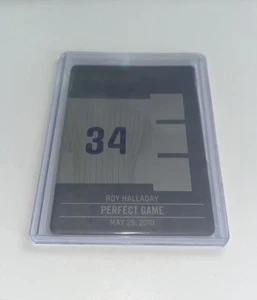 34
ROY HALLADAY
PERFECT GAME
MAY 29, 2010